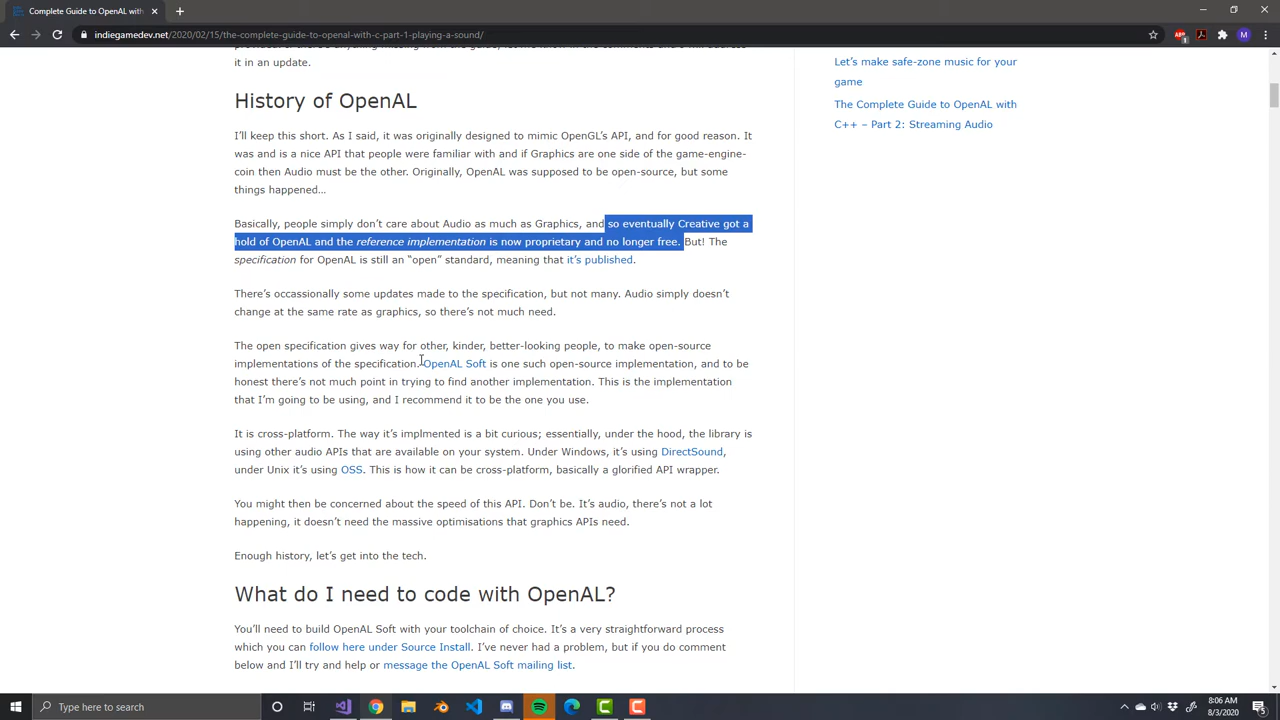 Complete Guide to OpenAL with
indiegamedev.net/2020/02/15/the-complete-guide-to-openal-with-c-part-1-playing-a-sound/
it in an update.
Let's make safe-zone music for your
game
The Complete Guide to OpenAL with
C++ – Part 2: Streaming Audio
History of OpenAL
I'll keep this short. As I said, it was originally designed to mimic OpenGL's API, and for good reason. It
was and is a nice API that people were familiar with and if Graphics are one side of the game-engine-
coin then Audio must be the other. Originally, OpenAL was supposed to be open-source, but some
things happened…
Basically, people simply don't care about Audio as much as Graphics, and so eventually Creative got a
hold of OpenAL and the reference implementation is now proprietary and no longer free. But! The
specification for OpenAL is still an "open" standard, meaning that it's published.
There's occassionally some updates made to the specification, but not many. Audio simply doesn't
change at the same rate as graphics, so there's not much need.
The open specification gives way for other, kinder, better-looking people, to make open-source
implementations of the specification. OpenAL Soft is one such open-source implementation, and to be
honest there's not much point in trying to find another implementation. This is the implementation
that I'm going to be using, and I recommend it to be the one you use.
It is cross-platform. The way it's implmented is a bit curious; essentially, under the hood, the library is
using other audio APIs that are available on your system. Under Windows, it's using DirectSound,
under Unix it's using OSS. This is how it can be cross-platform, basically a glorified API wrapper.
You might then be concerned about the speed of this API. Don't be. It's audio, there's not a lot
happening, it doesn't need the massive optimisations that graphics APIs need.
Enough history, let's get into the tech.
What do I need to code with OpenAL?
You'll need to build OpenAL Soft with your toolchain of choice. It's a very straightforward process
which you can follow here under Source Install. I've never had a problem, but if you do comment
below and I'll try and help or message the OpenAL Soft mailing list.
Type here to search
8:06 AM
8/3/2020